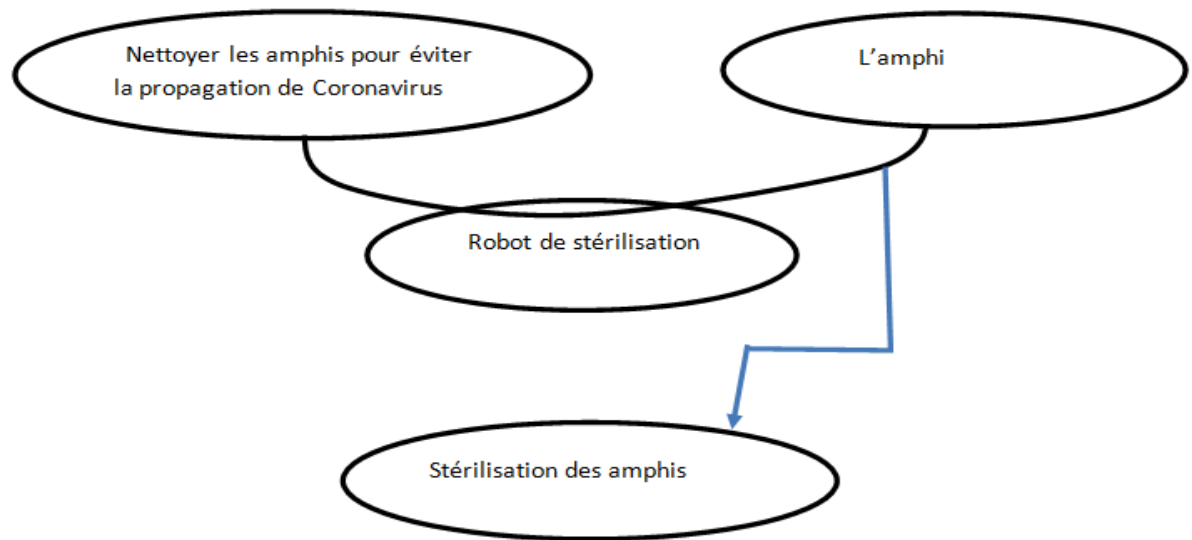 Nettoyer les amphis pour éviter
la propagation de Coronavirus
L'amphi
Robot de stérilisation
Stérilisation des amphis